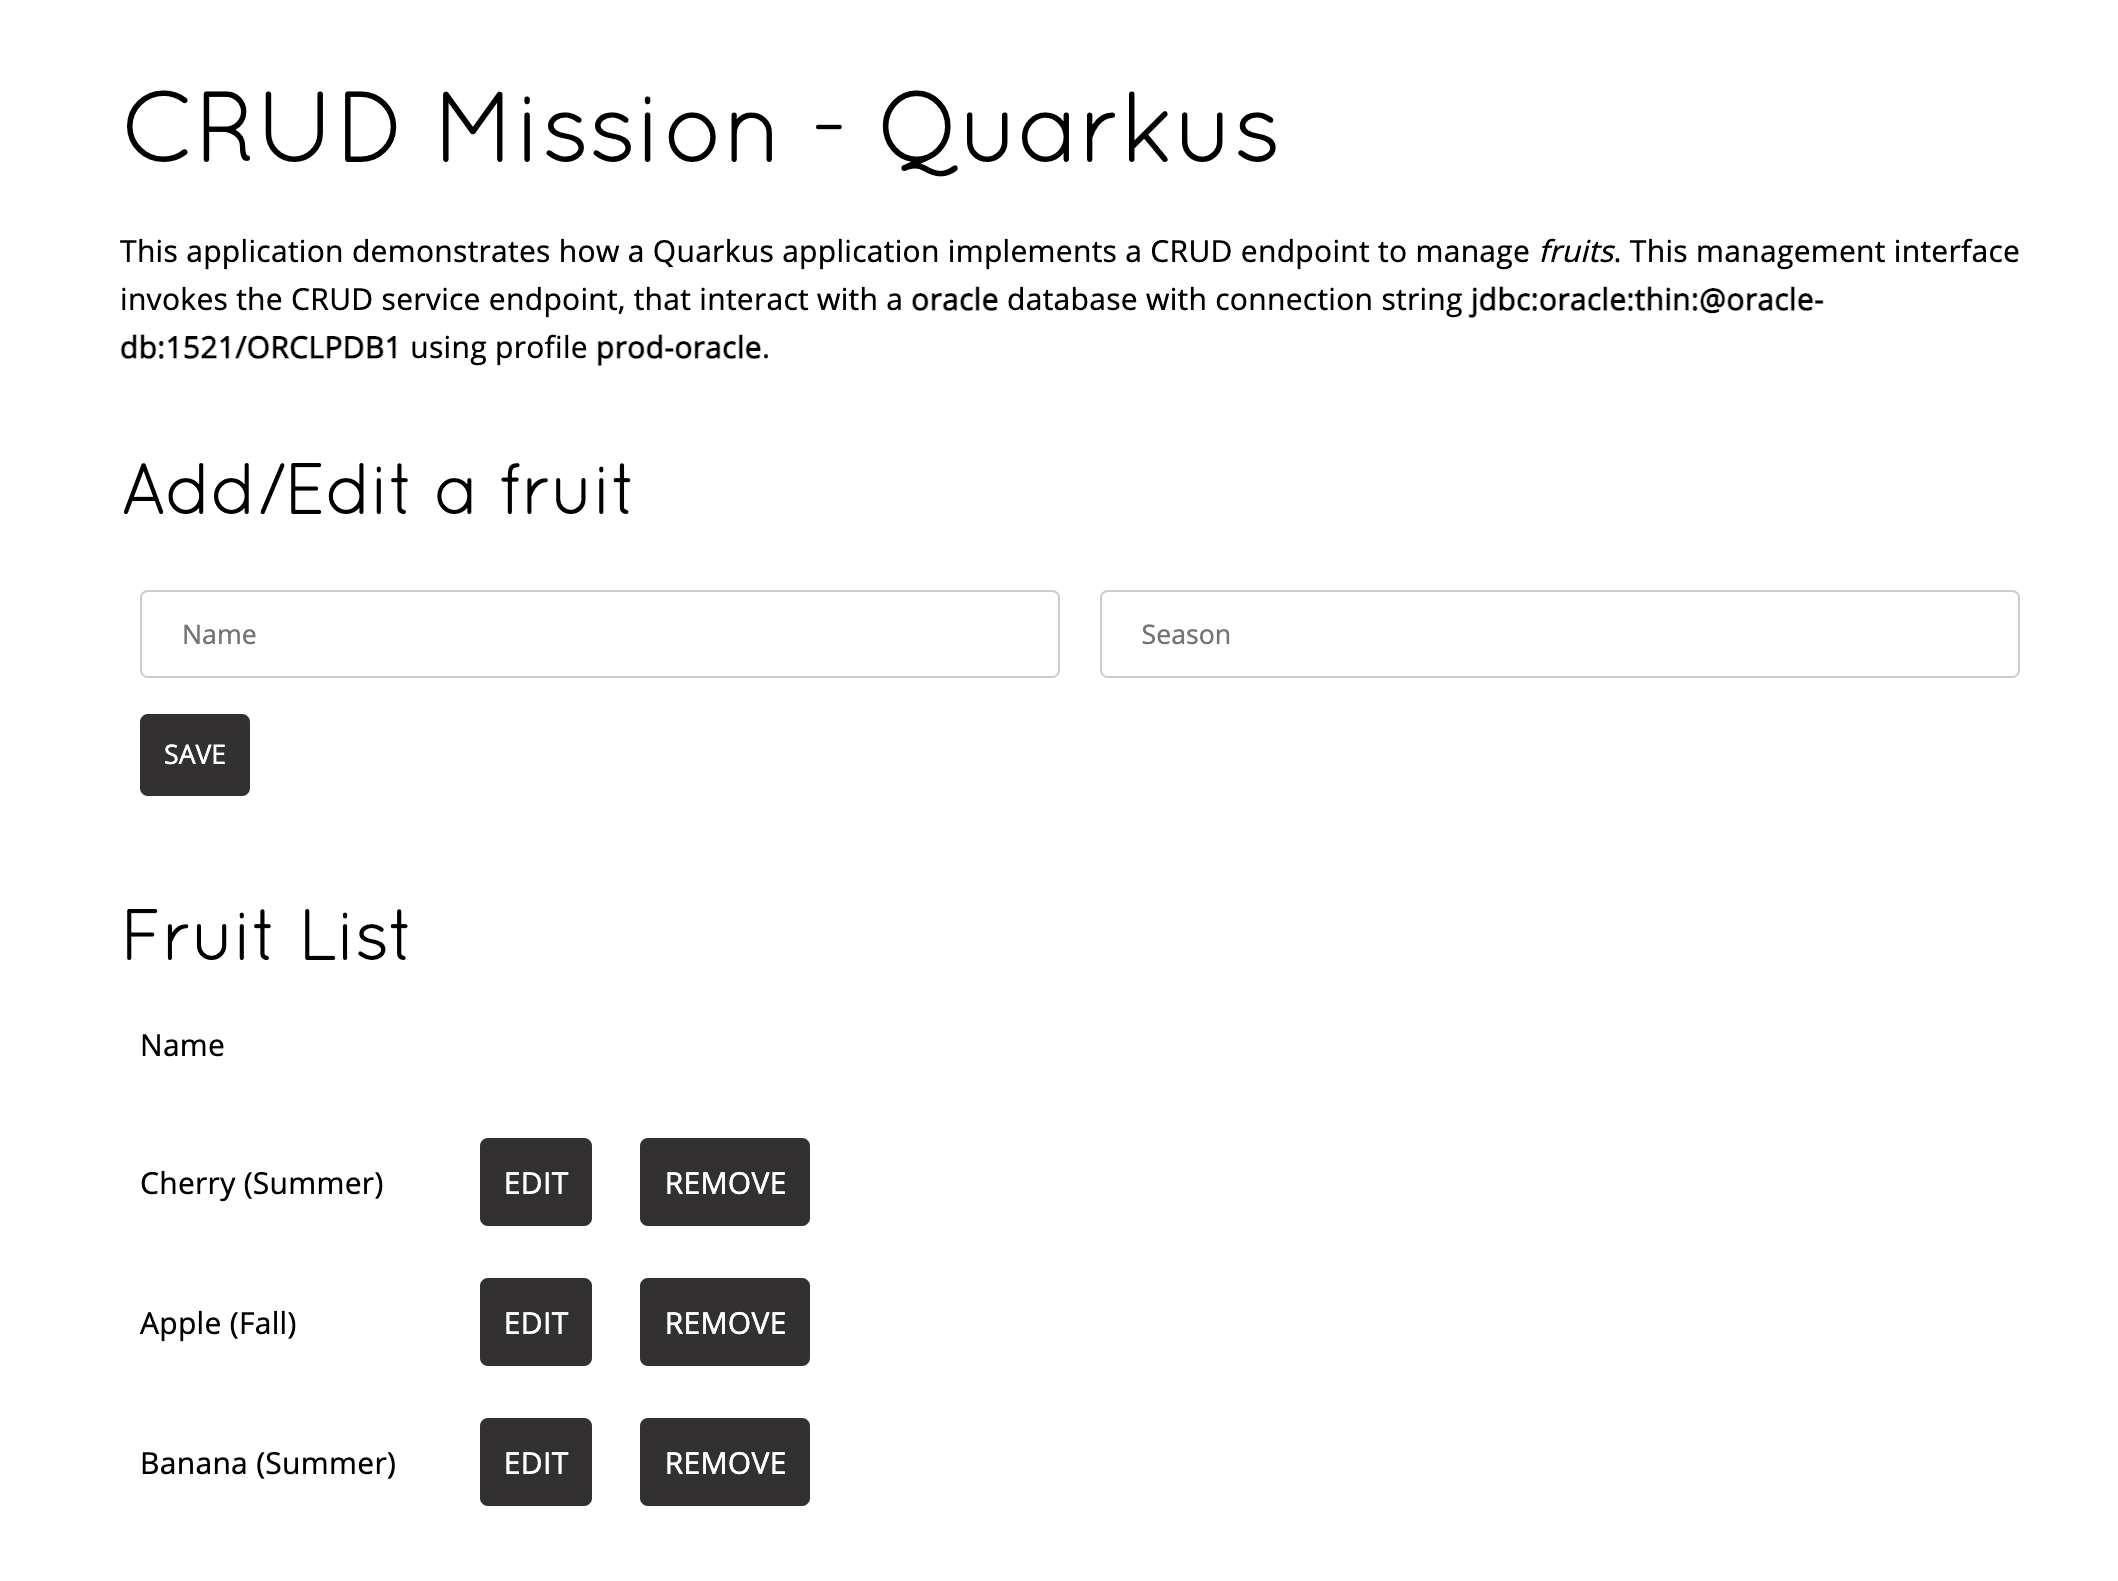 CRUD Mission - Quarkus
This application demonstrates how a Quarkus application implements a CRUD endpoint to manage fruits. This management interface
invokes the CRUD service endpoint, that interact with a oracle database with connection string jdbc:oracle:thin:@oracle-
db:1521/ORCLPDB1 using profile prod-oracle.
Add/Edit a fruit
Name Season
SAVE
Fruit List
Name
Cherry (Summer) EDIT REMOVE
Apple (Fall) EDIT REMOVE
Banana (Summer) EDIT REMOVE